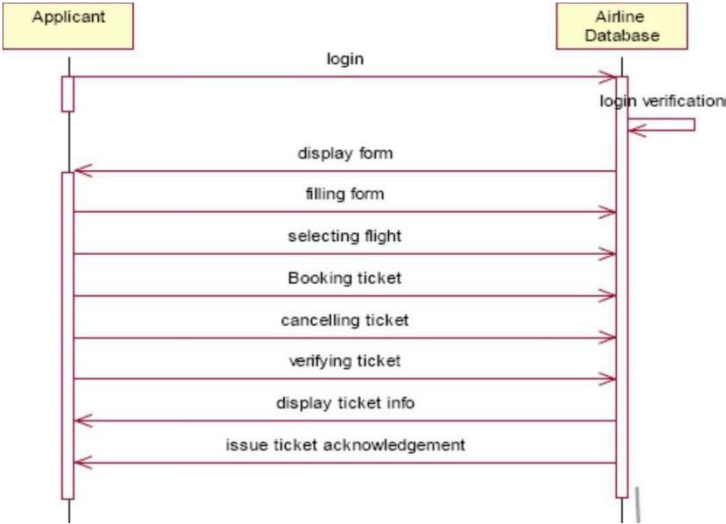 Applicant
Airline
Database
login
login verification
display form
filling form
selecting flight
Booking ticket
cancelling ticket
verifying ticket
display ticket info
issue ticket acknowledgement